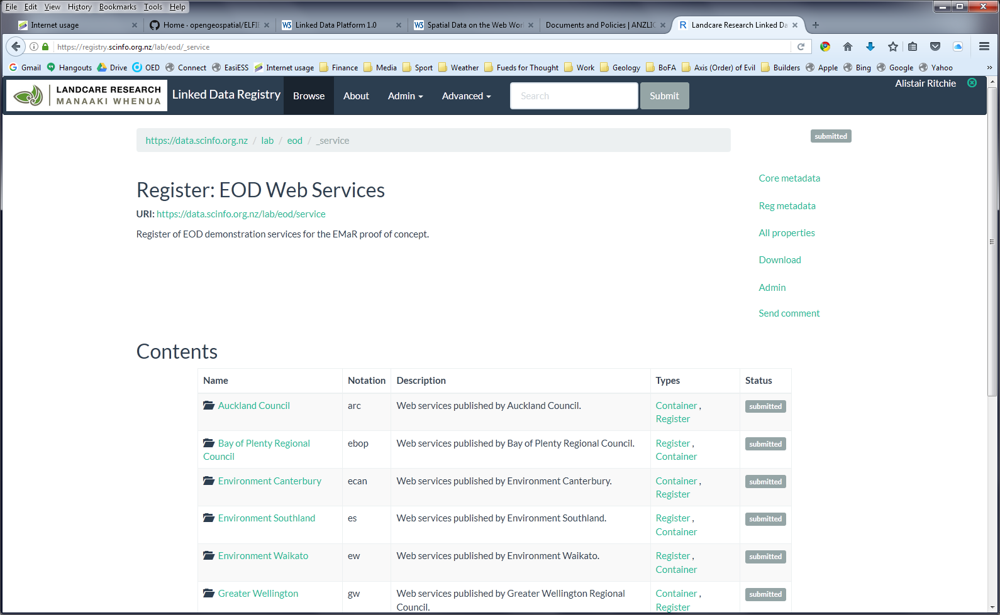 File Edit View History Bookmarks Tools Help
Internet usage
Home · opengeospatial/ELFIE
Linked Data Platform 1.0
Spatial Data on the Web Wor
Documents and Policies | ANZLIC
Landcare Research Linked Da
https://registry.scinfo.org.nz/lab/eod/_service
Gmail Hangouts Drive OED Connect EasiESS Internet usage Finance Media Sport Weather Fueds for Thought Work Geology BoFA Axis (Order) of Evil Builders Apple Bing Google Yahoo »
LANDCARE RESEARCH
MANAAKI WHENUA
Linked Data Registry Browse About Admin Advanced Search Submit
Alistair Ritchie
https://data.scinfo.org.nz / lab / eod / _service
submitted
Core metadata
Reg metadata
All properties
Download
Admin
Send comment
Register: EOD Web Services
URI: https://data.scinfo.org.nz/lab/eod/service
Register of EOD demonstration services for the EMaR proof of concept.
Contents
Name Notation Description Types Status
Auckland Council arc Web services published by Auckland Council. Container , submitted
Register
Bay of Plenty Regional ebop Web services published by Bay of Plenty Regional Council. Register , submitted
Council Container
Environment Canterbury ecan Web services published by Environment Canterbury. Container , submitted
Register
Environment Southland es Web services published by Environment Southland. Register , submitted
Container
Environment Waikato ew Web services published by Environment Waikato. Register , submitted
Container
Greater Wellington gw Web services published by Greater Wellington Regional Container , submitted
Council. Register